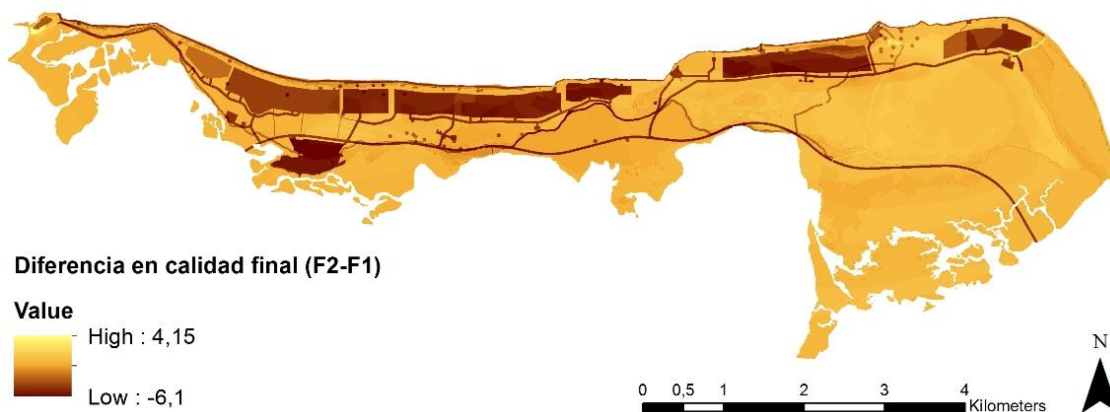 Diferencia en calidad final (F2-F1)
Value
High : 4,15
Low : -6,1
N
0 0,5 1 2 3 4
Kilometers